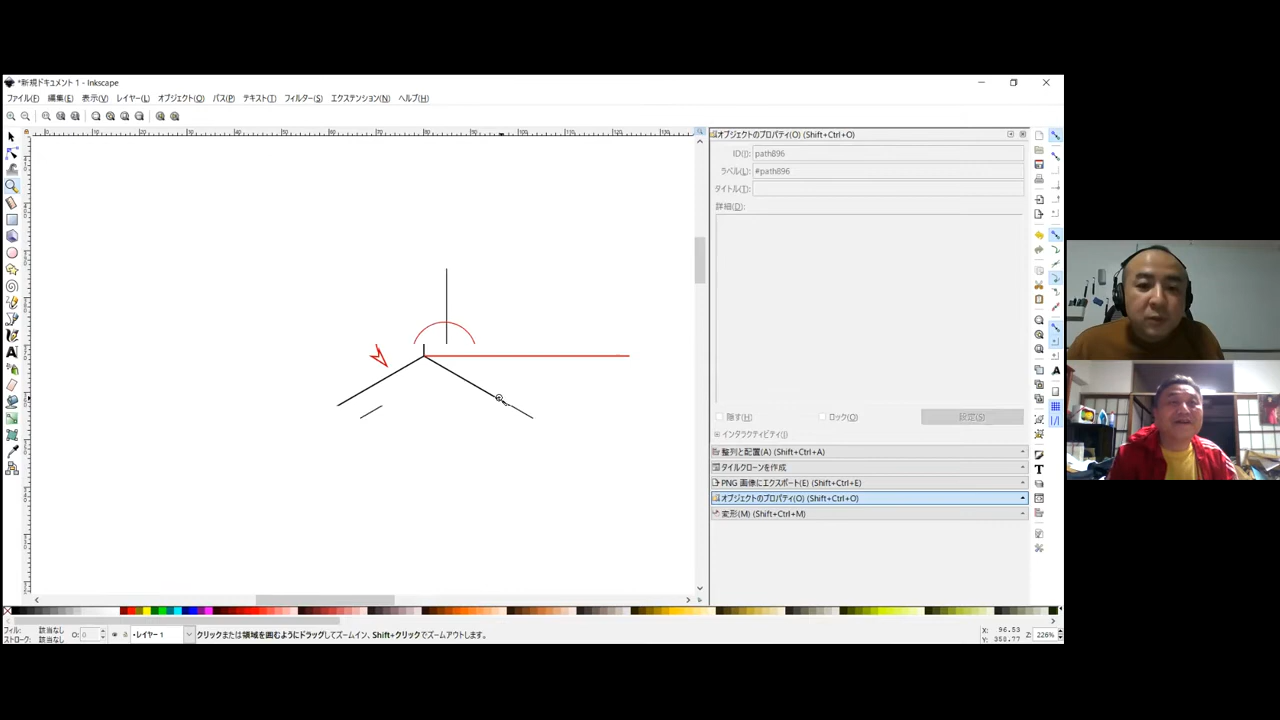 *新規ドキュメント 1 - Inkscape
ファイル(F) 編集(E) 表示(V) レイヤー(L) オブジェクト(O) パス(P) テキスト(T) フィルター(S) エクステンション(N) ヘルプ(H)
オブジェクトのプロパティ(O) (Shift+Ctrl+O)
ID(I): path896
ラベル(L): #path896
タイトル(T):
詳細(D):
隠す(H) ロック(O) 設定(S)
インタラクティビティ(I)
整列と配置(A) (Shift+Ctrl+A)
タイルクローンを作成
PNG 画像にエクスポート(E) (Shift+Ctrl+E)
オブジェクトのプロパティ(O) (Shift+Ctrl+O)
変形(M) (Shift+Ctrl+M)
フィル: 該当なし
ストローク: 該当なし
O: 0
レイヤー 1
クリックまたは領域を囲むようにドラッグしてズームイン、Shift+クリックでズームアウトします。
X: 96.53
Y: 350.77
Z: 226%